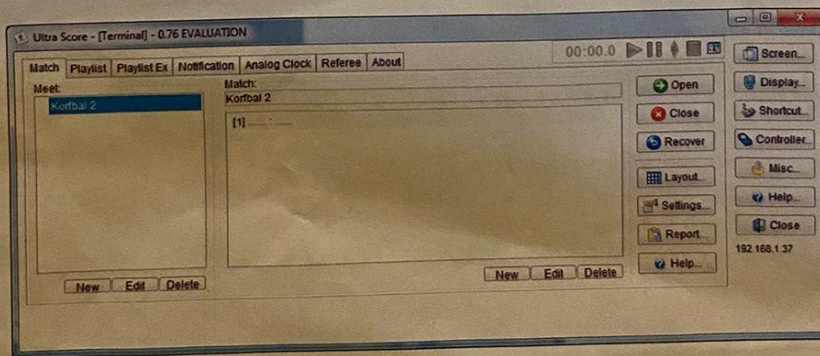 Ultra Score - [Terminal] - 0.76 EVALUATION
00:00.0
Match Playlist Playlist Ex Notification Analog Clock Referee About
Meet:
Korfbal 2
New Edit Delete
Match:
Korfbal 2
[1] ...... : ......
New Edit Delete
Open
Close
Recover
Layout...
Settings...
Report...
Help...
Screen...
Display...
Shortcut...
Controller...
Misc...
Help...
Close
192.168.1.37